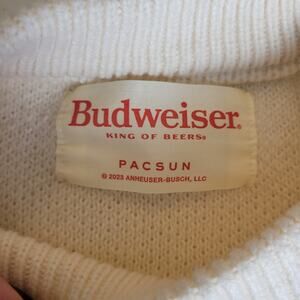 Budweiser®
KING OF BEERS®
PACSUN
© 2023 ANHEUSER-BUSCH, LLC